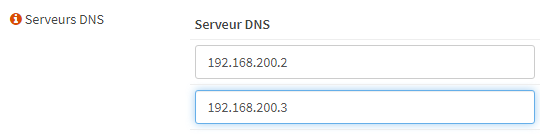 Serveurs DNS
Serveur DNS
192.168.200.2
192.168.200.3